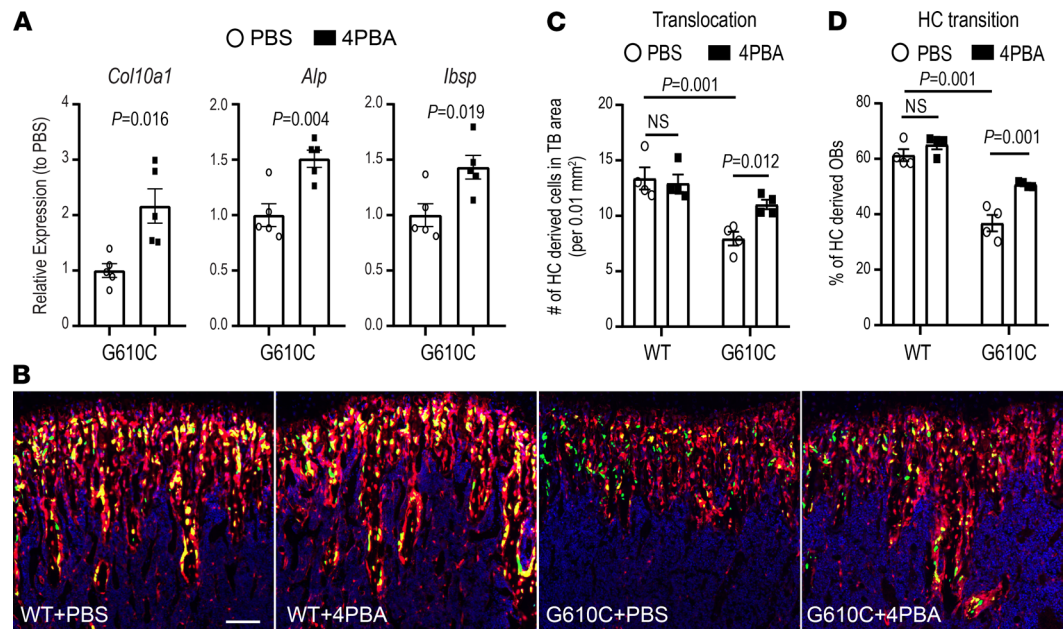 A
PBS 4PBA
Col10a1 Alp Ibsp
Relative Expression (to PBS)
4
3
2
1
0
P=0.016
G610C
2.0
1.5
1.0
0.5
0.0
P=0.004
G610C
2.0
1.5
1.0
0.5
0.0
P=0.019
G610C
C
Translocation
PBS 4PBA
# of HC derived cells in TB area
(per 0.01 mm²)
20
15
10
5
0
P=0.001
NS
P=0.012
WT G610C
D
HC transition
PBS 4PBA
% of HC derived OBs
80
60
40
20
0
P=0.001
NS
P=0.001
WT G610C
B
WT+PBS
WT+4PBA
G610C+PBS
G610C+4PBA